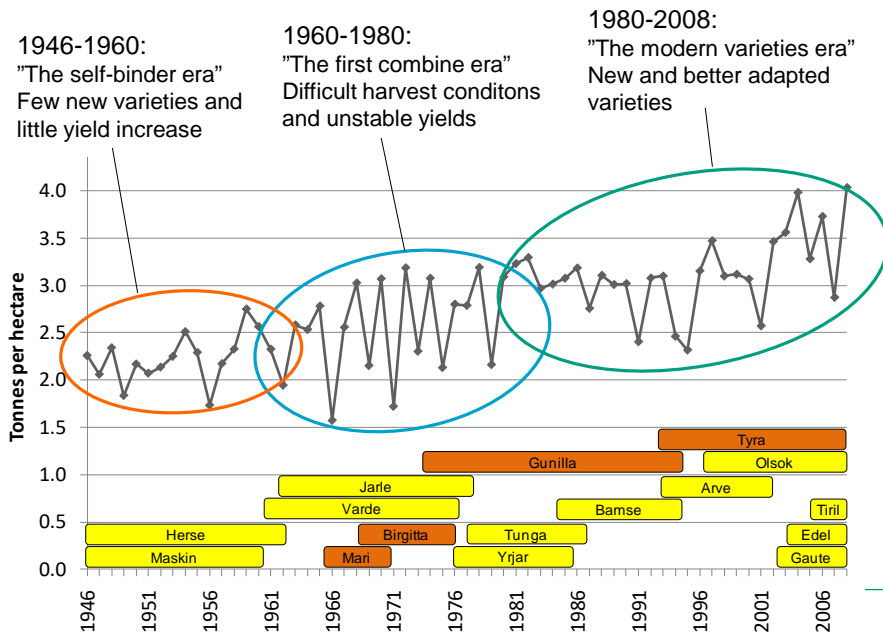 1946-1960:
"The self-binder era"
Few new varieties and
little yield increase
1960-1980:
"The first combine era"
Difficult harvest conditons
and unstable yields
1980-2008:
"The modern varieties era"
New and better adapted
varieties
Tonnes per hectare
4.0
3.5
3.0
2.5
2.0
1.5
1.0
0.5
0.0
Tyra
Gunilla
Olsok
Jarle
Arve
Varde
Bamse
Tiril
Herse
Birgitta
Tunga
Edel
Maskin
Mari
Yrjar
Gaute
1946
1951
1956
1961
1966
1971
1976
1981
1986
1991
1996
2001
2006